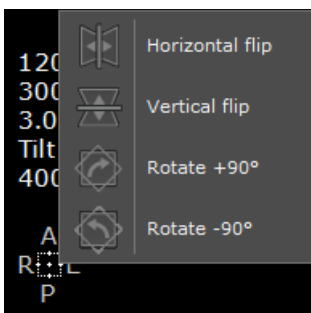 Horizontal flip
Vertical flip
Rotate +90°
Rotate -90°
120
300
3.0
Tilt
400
A
R L
P